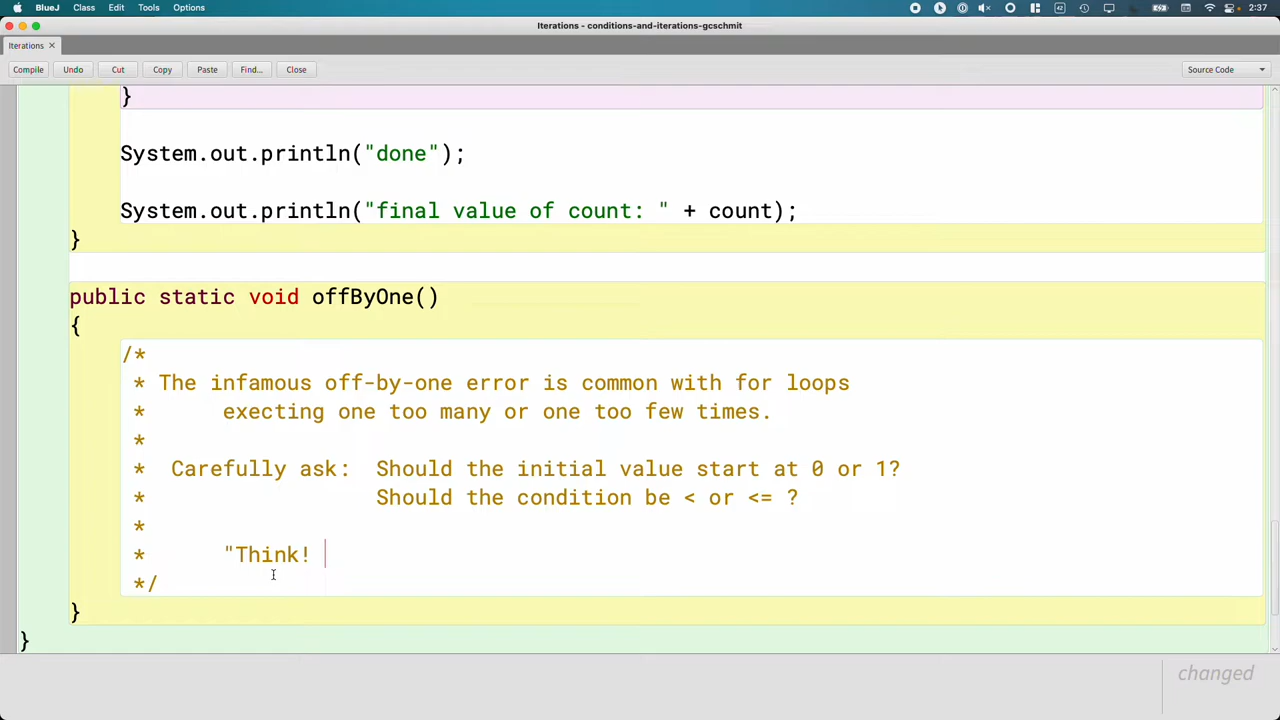 BlueJ Class Edit Tools Options 2:37
Iterations - conditions-and-iterations-gcschmit
Iterations
Compile Undo Cut Copy Paste Find... Close Source Code
}
System.out.println("done");
System.out.println("final value of count: " + count);
}
public static void offByOne()
{
/*
* The infamous off-by-one error is common with for loops
* execting one too many or one too few times.
*
* Carefully ask: Should the initial value start at 0 or 1?
* Should the condition be < or <= ?
*
* "Think!
*/
}
}
changed